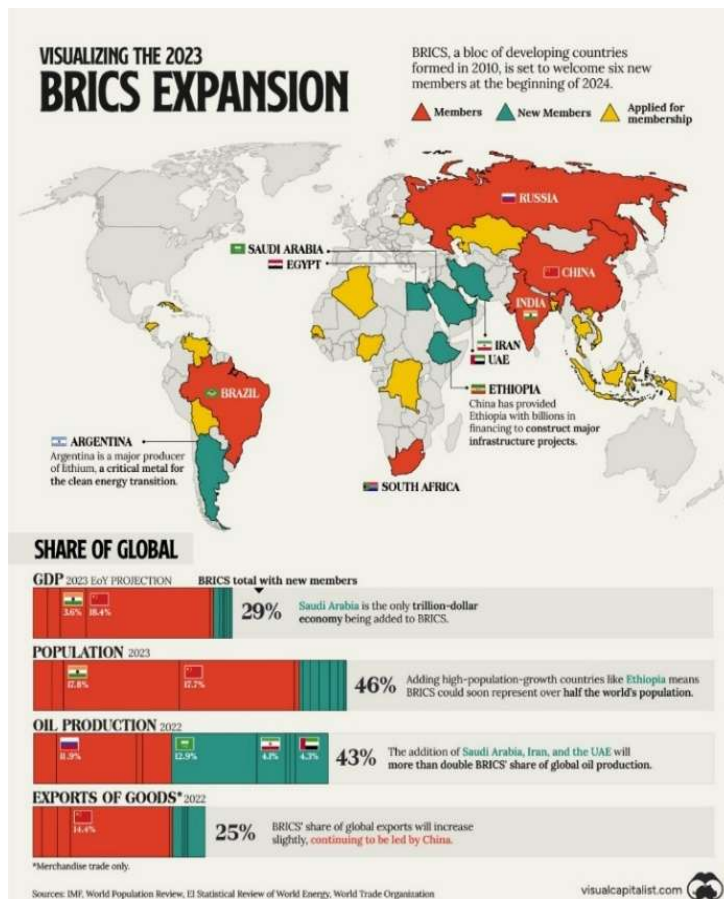 VISUALIZING THE 2023
BRICS EXPANSION
BRICS, a bloc of developing countries
formed in 2010, is set to welcome six new
members at the beginning of 2024.
Members
New Members
Applied for
membership
RUSSIA
SAUDI ARABIA
EGYPT
CHINA
INDIA
IRAN
UAE
BRAZIL
ETHIOPIA
China has provided
Ethiopia with billions in
financing to construct major
infrastructure projects.
ARGENTINA
Argentina is a major producer
of lithium, a critical metal for
the clean energy transition.
SOUTH AFRICA
SHARE OF GLOBAL
GDP 2023 EoY PROJECTION
BRICS total with new members
3.6% 18.4%
29%
Saudi Arabia is the only trillion-dollar
economy being added to BRICS.
POPULATION 2023
17.8% 17.7%
46%
Adding high-population-growth countries like Ethiopia means
BRICS could soon represent over half the world's population.
OIL PRODUCTION 2022
11.9% 12.9% 4.1% 4.3%
43%
The addition of Saudi Arabia, Iran, and the UAE will
more than double BRICS' share of global oil production.
EXPORTS OF GOODS* 2022
14.4%
25%
BRICS' share of global exports will increase
slightly, continuing to be led by China.
*Merchandise trade only.
Sources: IMF, World Population Review, EI Statistical Review of World Energy, World Trade Organization
visualcapitalist.com